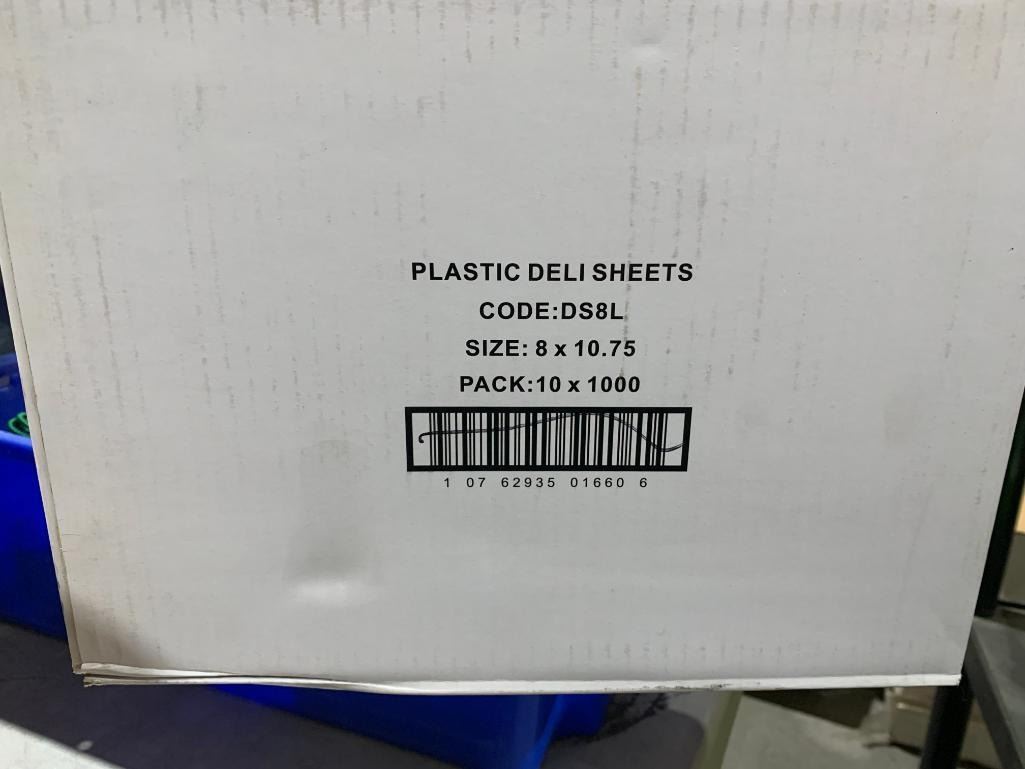 PLASTIC DELI SHEETS
CODE:DS8L
SIZE: 8 x 10.75
PACK:10 x 1000
1 07 62935 01660 6